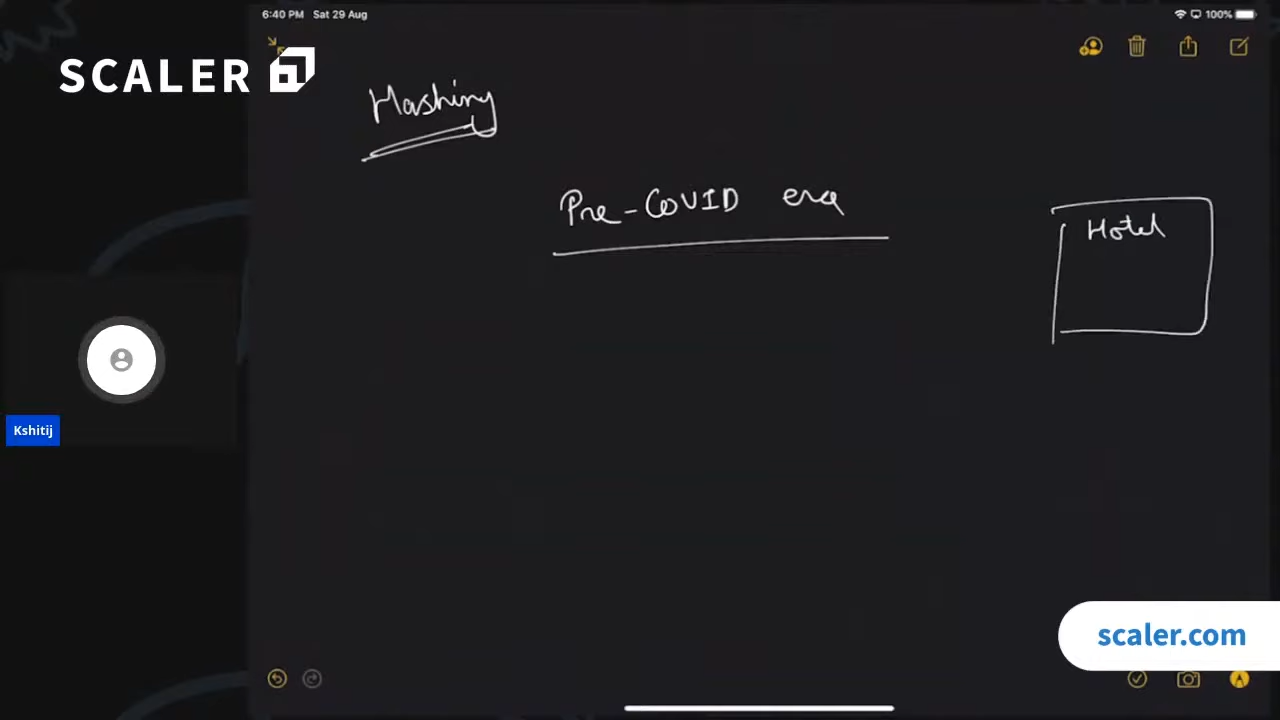 6:40 PM Sat 29 Aug
100%
SCALER
Hashing
Pre-COVID era
Hotel
Kshitij
scaler.com